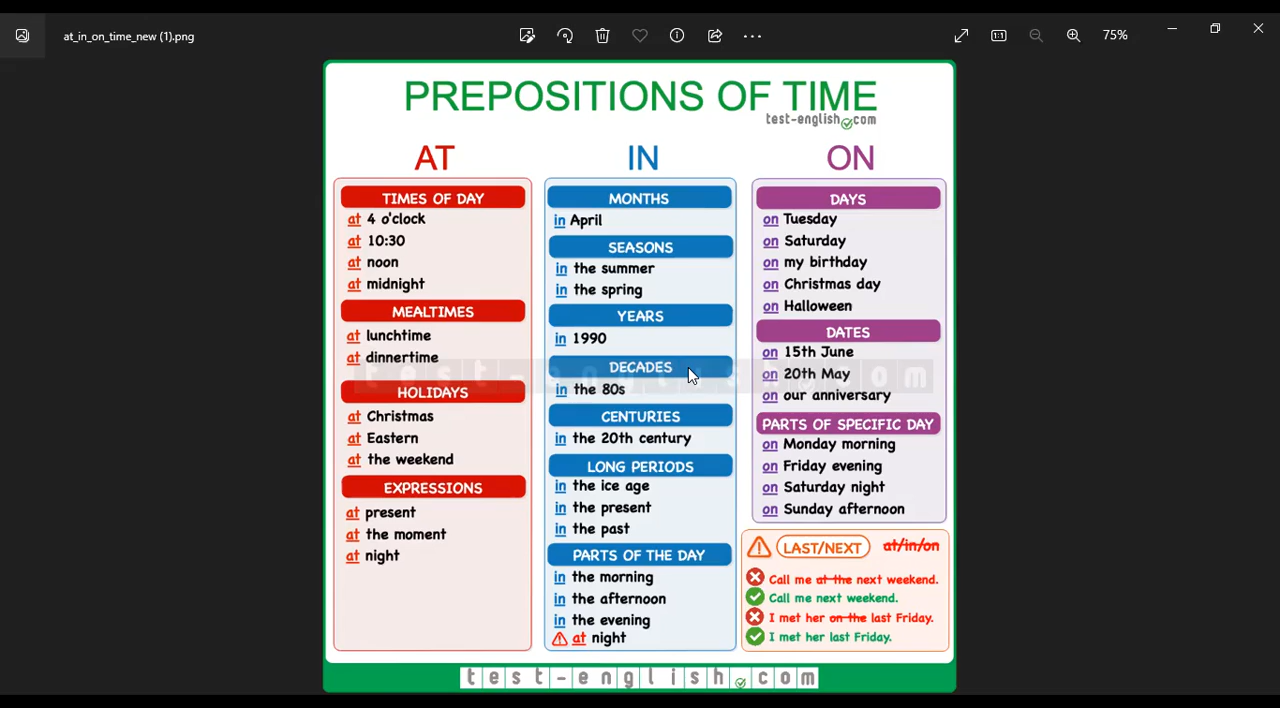 at_in_on_time_new (1).png
75%
PREPOSITIONS OF TIME
test-english.com
AT
TIMES OF DAY
at 4 o'clock
at 10:30
at noon
at midnight
MEALTIMES
at lunchtime
at dinnertime
HOLIDAYS
at Christmas
at Eastern
at the weekend
EXPRESSIONS
at present
at the moment
at night
IN
MONTHS
in April
SEASONS
in the summer
in the spring
YEARS
in 1990
DECADES
in the 80s
CENTURIES
in the 20th century
LONG PERIODS
in the ice age
in the present
in the past
PARTS OF THE DAY
in the morning
in the afternoon
in the evening
at night
ON
DAYS
on Tuesday
on Saturday
on my birthday
on Christmas day
on Halloween
DATES
on 15th June
on 20th May
on our anniversary
PARTS OF SPECIFIC DAY
on Monday morning
on Friday evening
on Saturday night
on Sunday afternoon
LAST/NEXT at/in/on
Call me at the next weekend.
Call me next weekend.
I met her on the last Friday.
I met her last Friday.
test-english.com
test-english.com